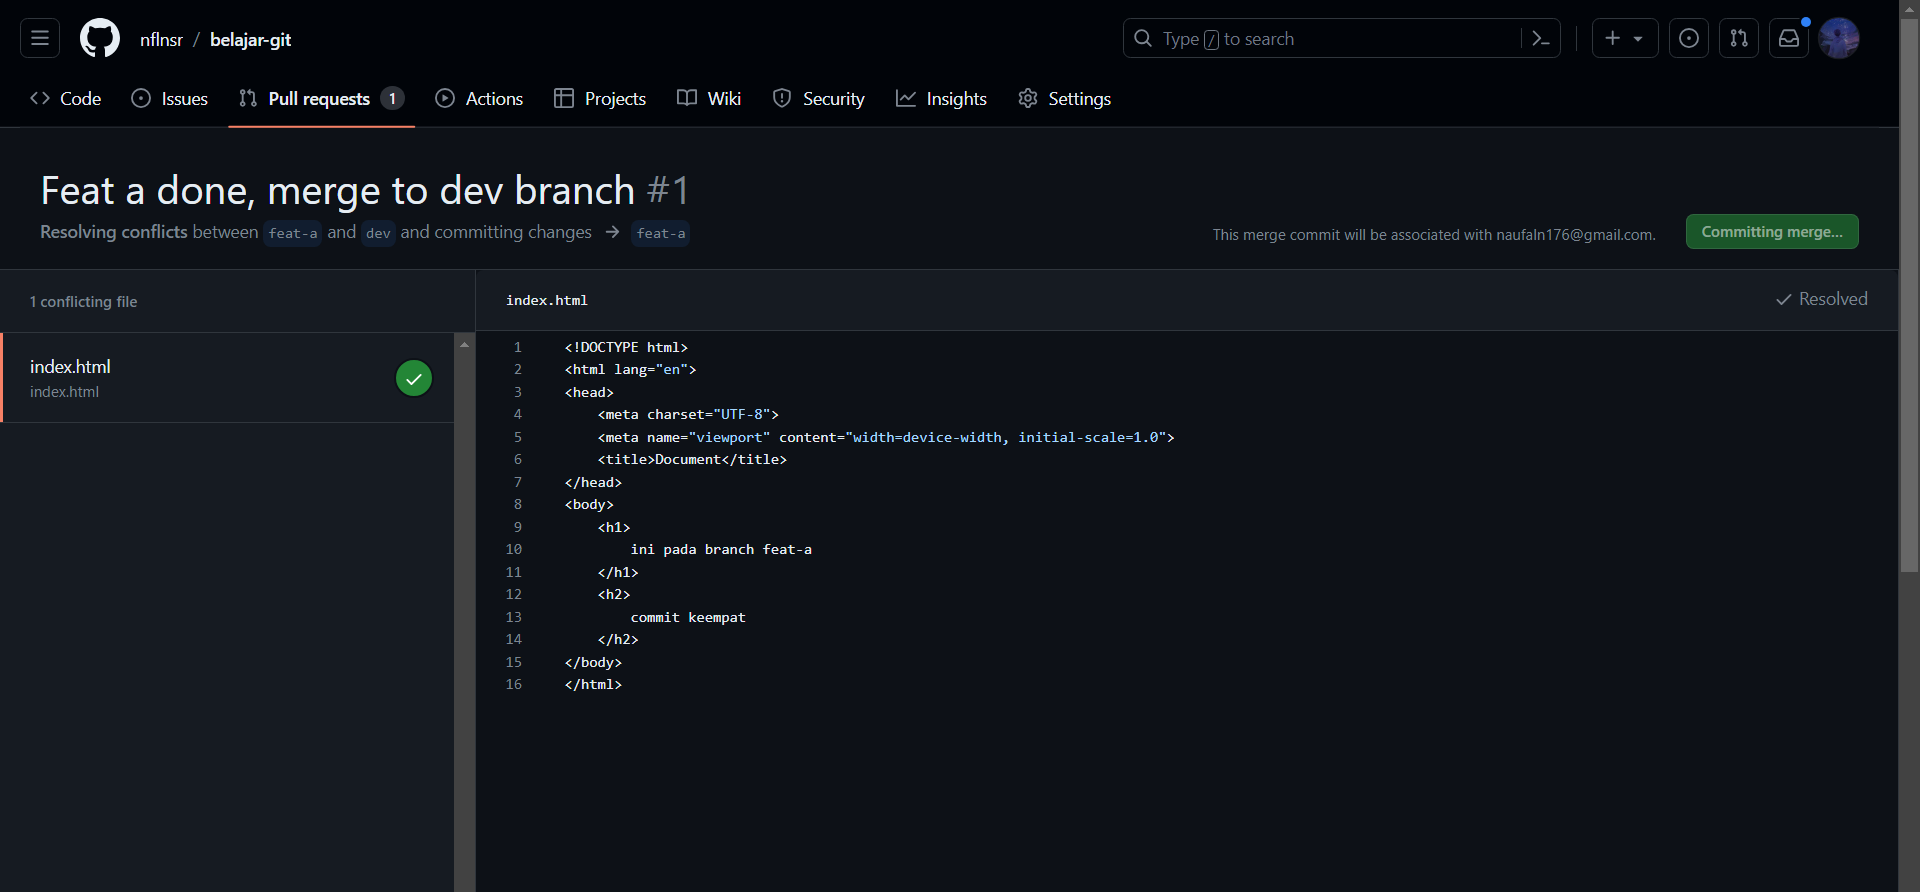 nflnsr / belajar-git
Type / to search
Code Issues Pull requests 1 Actions Projects Wiki Security Insights Settings
Feat a done, merge to dev branch #1
Resolving conflicts between feat-a and dev and committing changes → feat-a
This merge commit will be associated with naufaln176@gmail.com.
Committing merge...
1 conflicting file
index.html
index.html
index.html
Resolved
1 <!DOCTYPE html>
2 <html lang="en">
3 <head>
4     <meta charset="UTF-8">
5     <meta name="viewport" content="width=device-width, initial-scale=1.0">
6     <title>Document</title>
7 </head>
8 <body>
9     <h1>
10         ini pada branch feat-a
11     </h1>
12     <h2>
13         commit keempat
14     </h2>
15 </body>
16 </html>